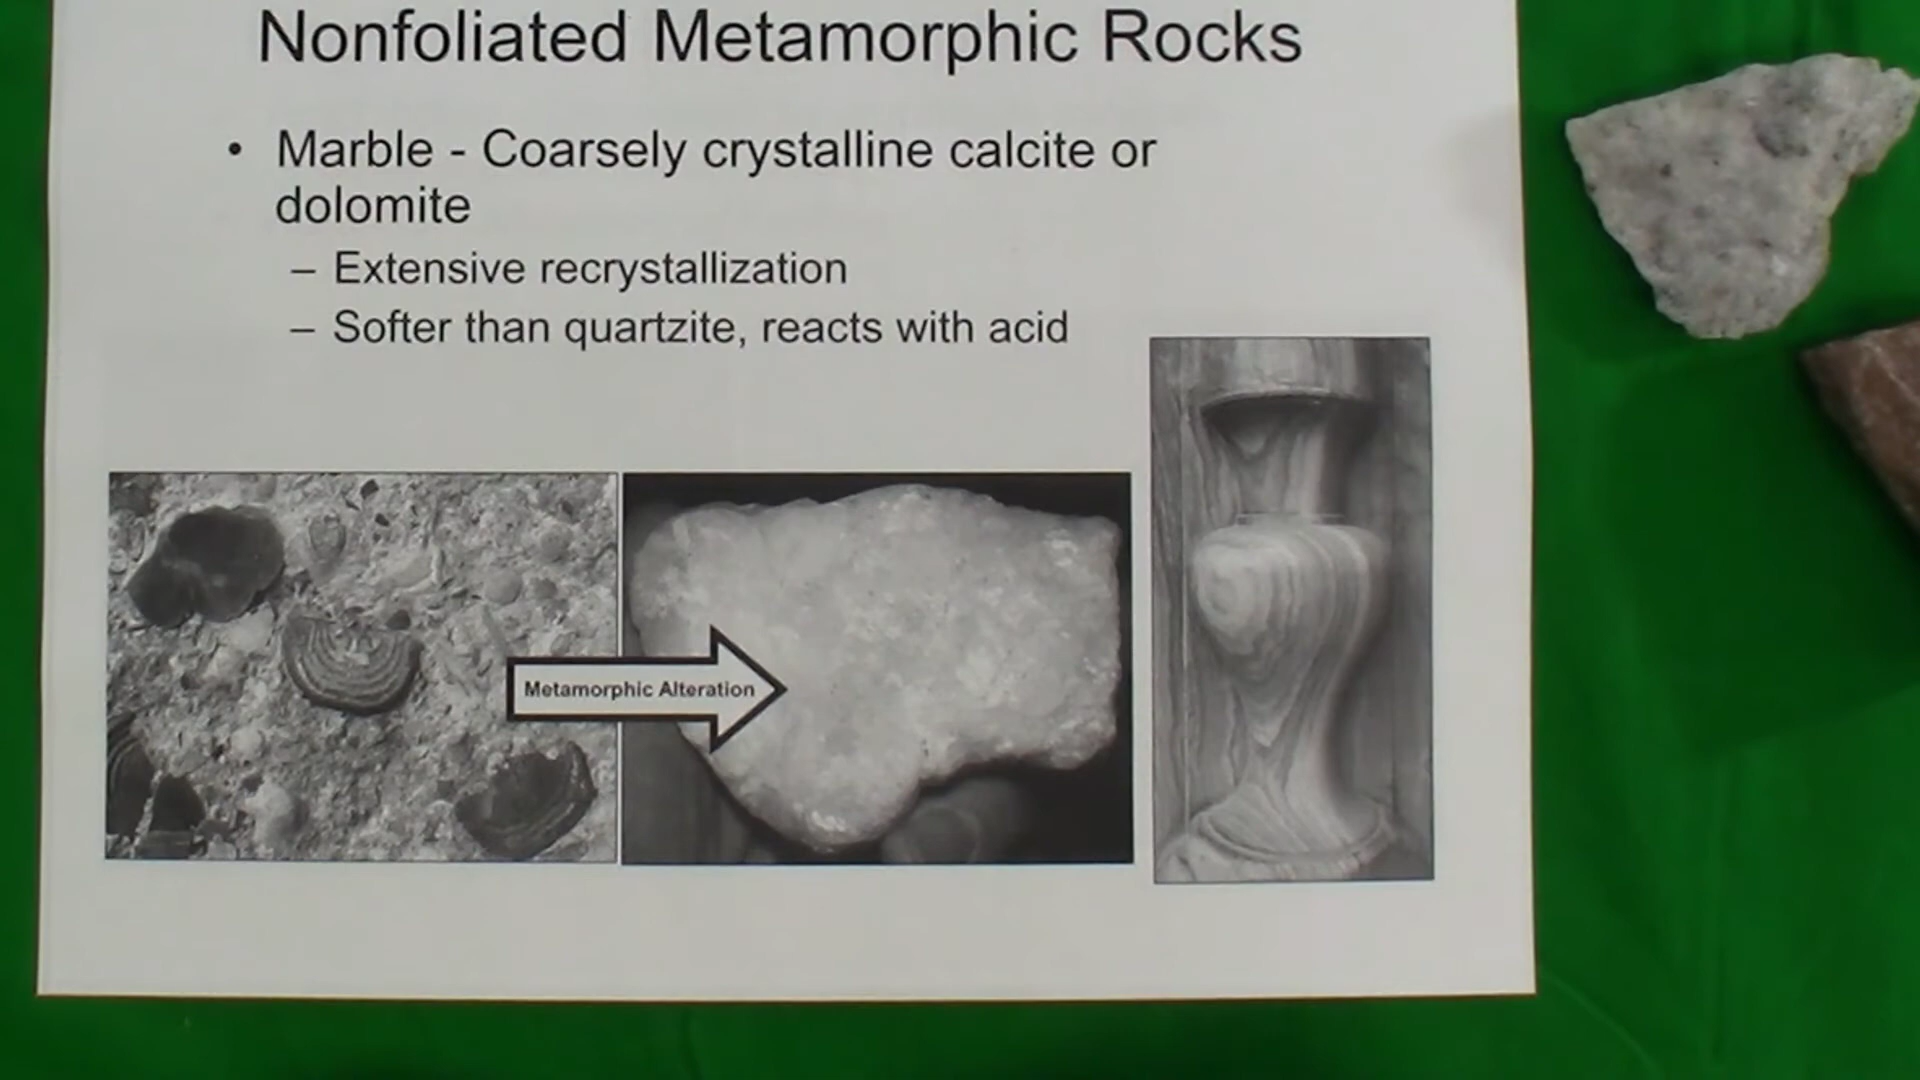 Nonfoliated Metamorphic Rocks
• Marble - Coarsely crystalline calcite or
dolomite
– Extensive recrystallization
– Softer than quartzite, reacts with acid
Metamorphic Alteration